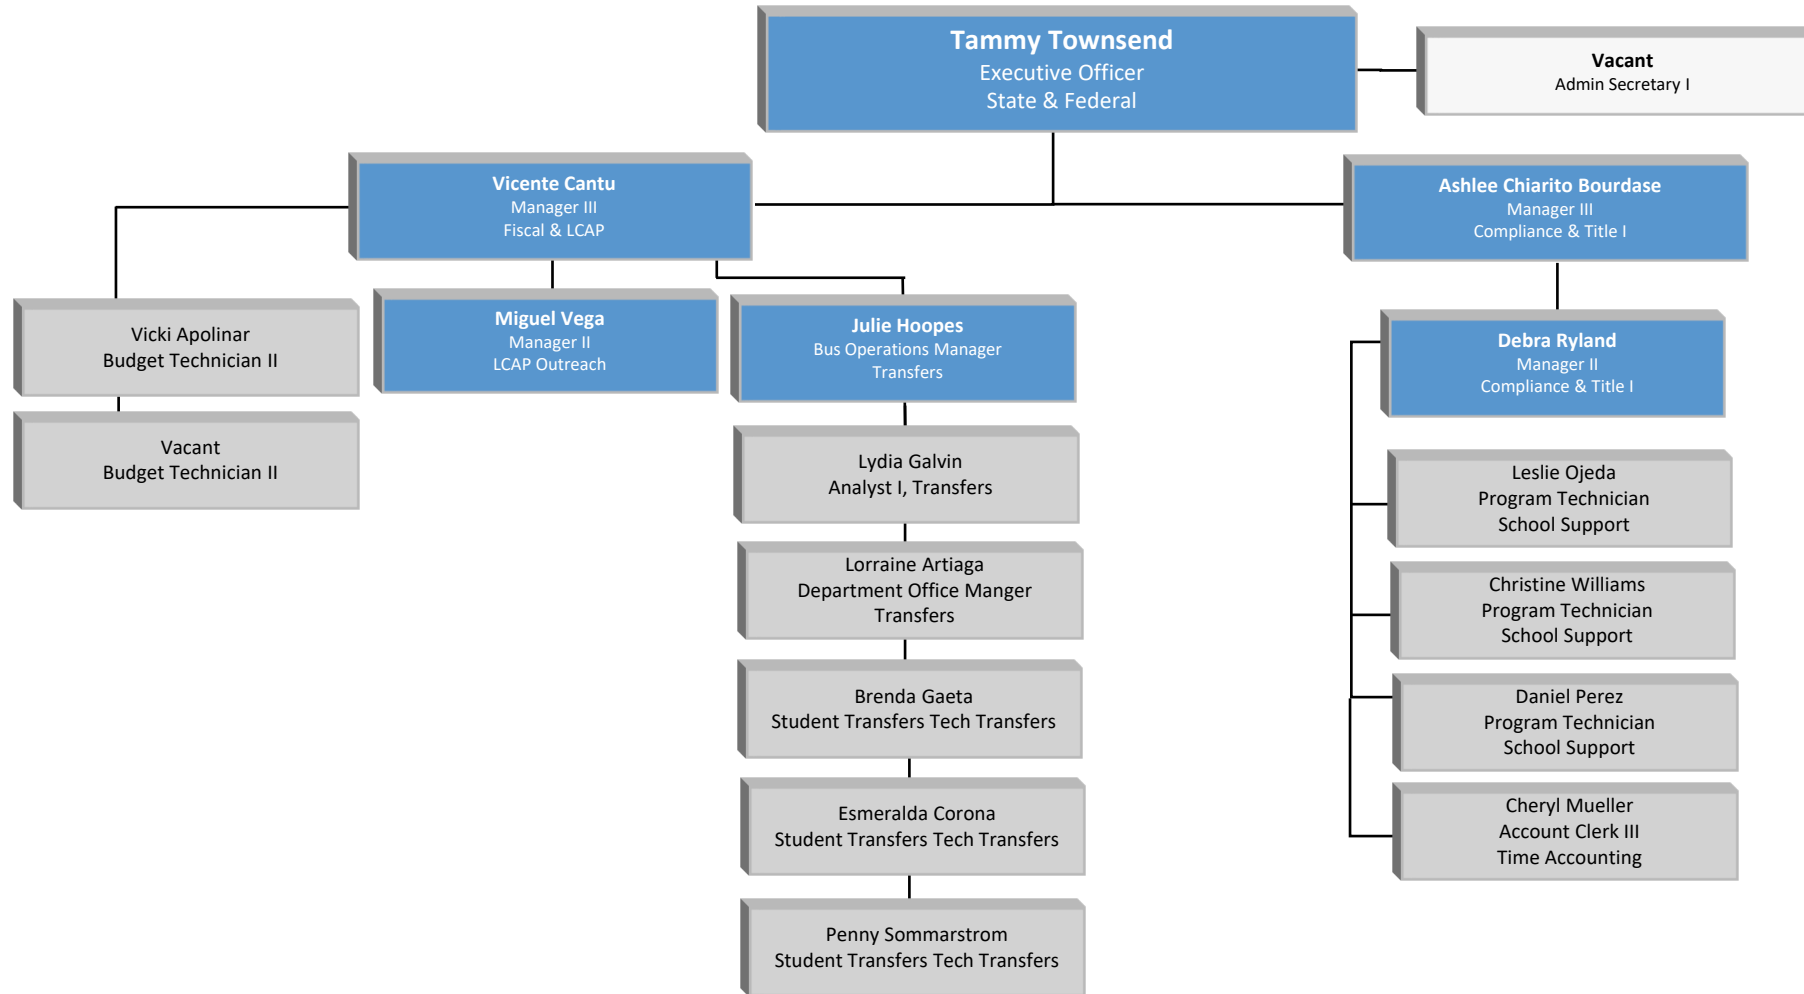 Tammy Townsend
Executive Officer
State & Federal
Vacant
Admin Secretary I
Vicente Cantu
Manager III
Fiscal & LCAP
Ashlee Chiarito Bourdase
Manager III
Compliance & Title I
Vicki Apolinar
Budget Technician II
Vacant
Budget Technician II
Miguel Vega
Manager II
LCAP Outreach
Julie Hoopes
Bus Operations Manager
Transfers
Lydia Galvin
Analyst I, Transfers
Lorraine Artiaga
Department Office Manger
Transfers
Brenda Gaeta
Student Transfers Tech Transfers
Esmeralda Corona
Student Transfers Tech Transfers
Penny Sommarstrom
Student Transfers Tech Transfers
Debra Ryland
Manager II
Compliance & Title I
Leslie Ojeda
Program Technician
School Support
Christine Williams
Program Technician
School Support
Daniel Perez
Program Technician
School Support
Cheryl Mueller
Account Clerk III
Time Accounting